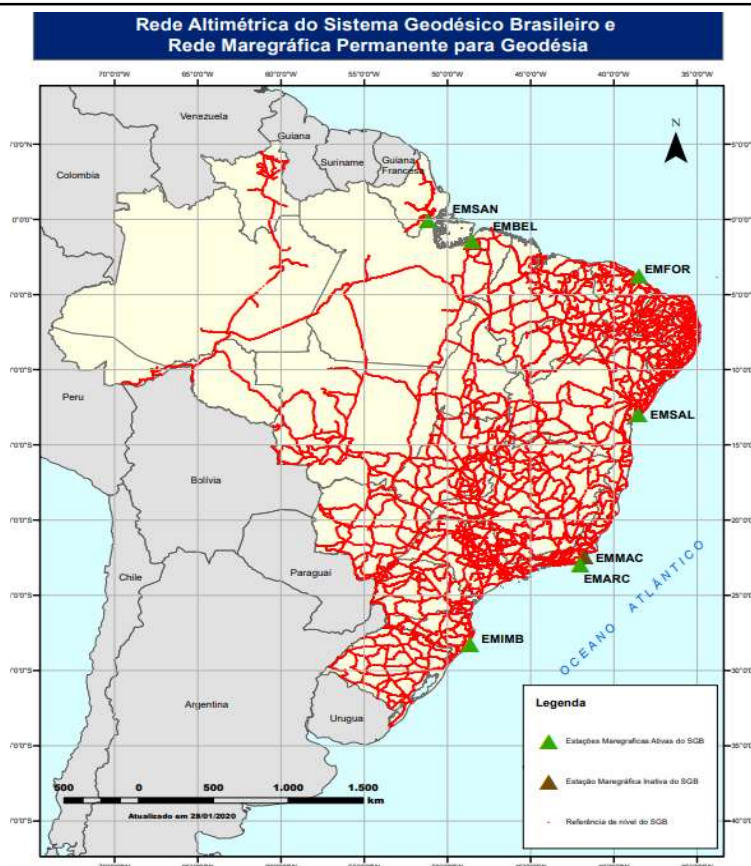 Rede Altimétrica do Sistema Geodésico Brasileiro e
Rede Maregráfica Permanente para Geodésia
70°0'0"W 65°0'0"W 60°0'0"W 55°0'0"W 50°0'0"W 45°0'0"W 40°0'0"W 35°0'0"W
N
Venezuela
Guiana
Suriname
Guiana
Francesa
Colombia
EMSAN
EMBEL
EMFOR
EMSAL
Peru
Bolívia
EMMAC
EMARC
Paraguai
Chile
EMIMB
OCEANO ATLÂNTICO
Argentina
Urugua
Legenda
Estações Maregraficas Ativas do SGB
Estação Maregráfica Inativa do SGB
Referência de nível do SGB
500 0 500 1.000 1.500
km
Atualizado em 28/01/2020